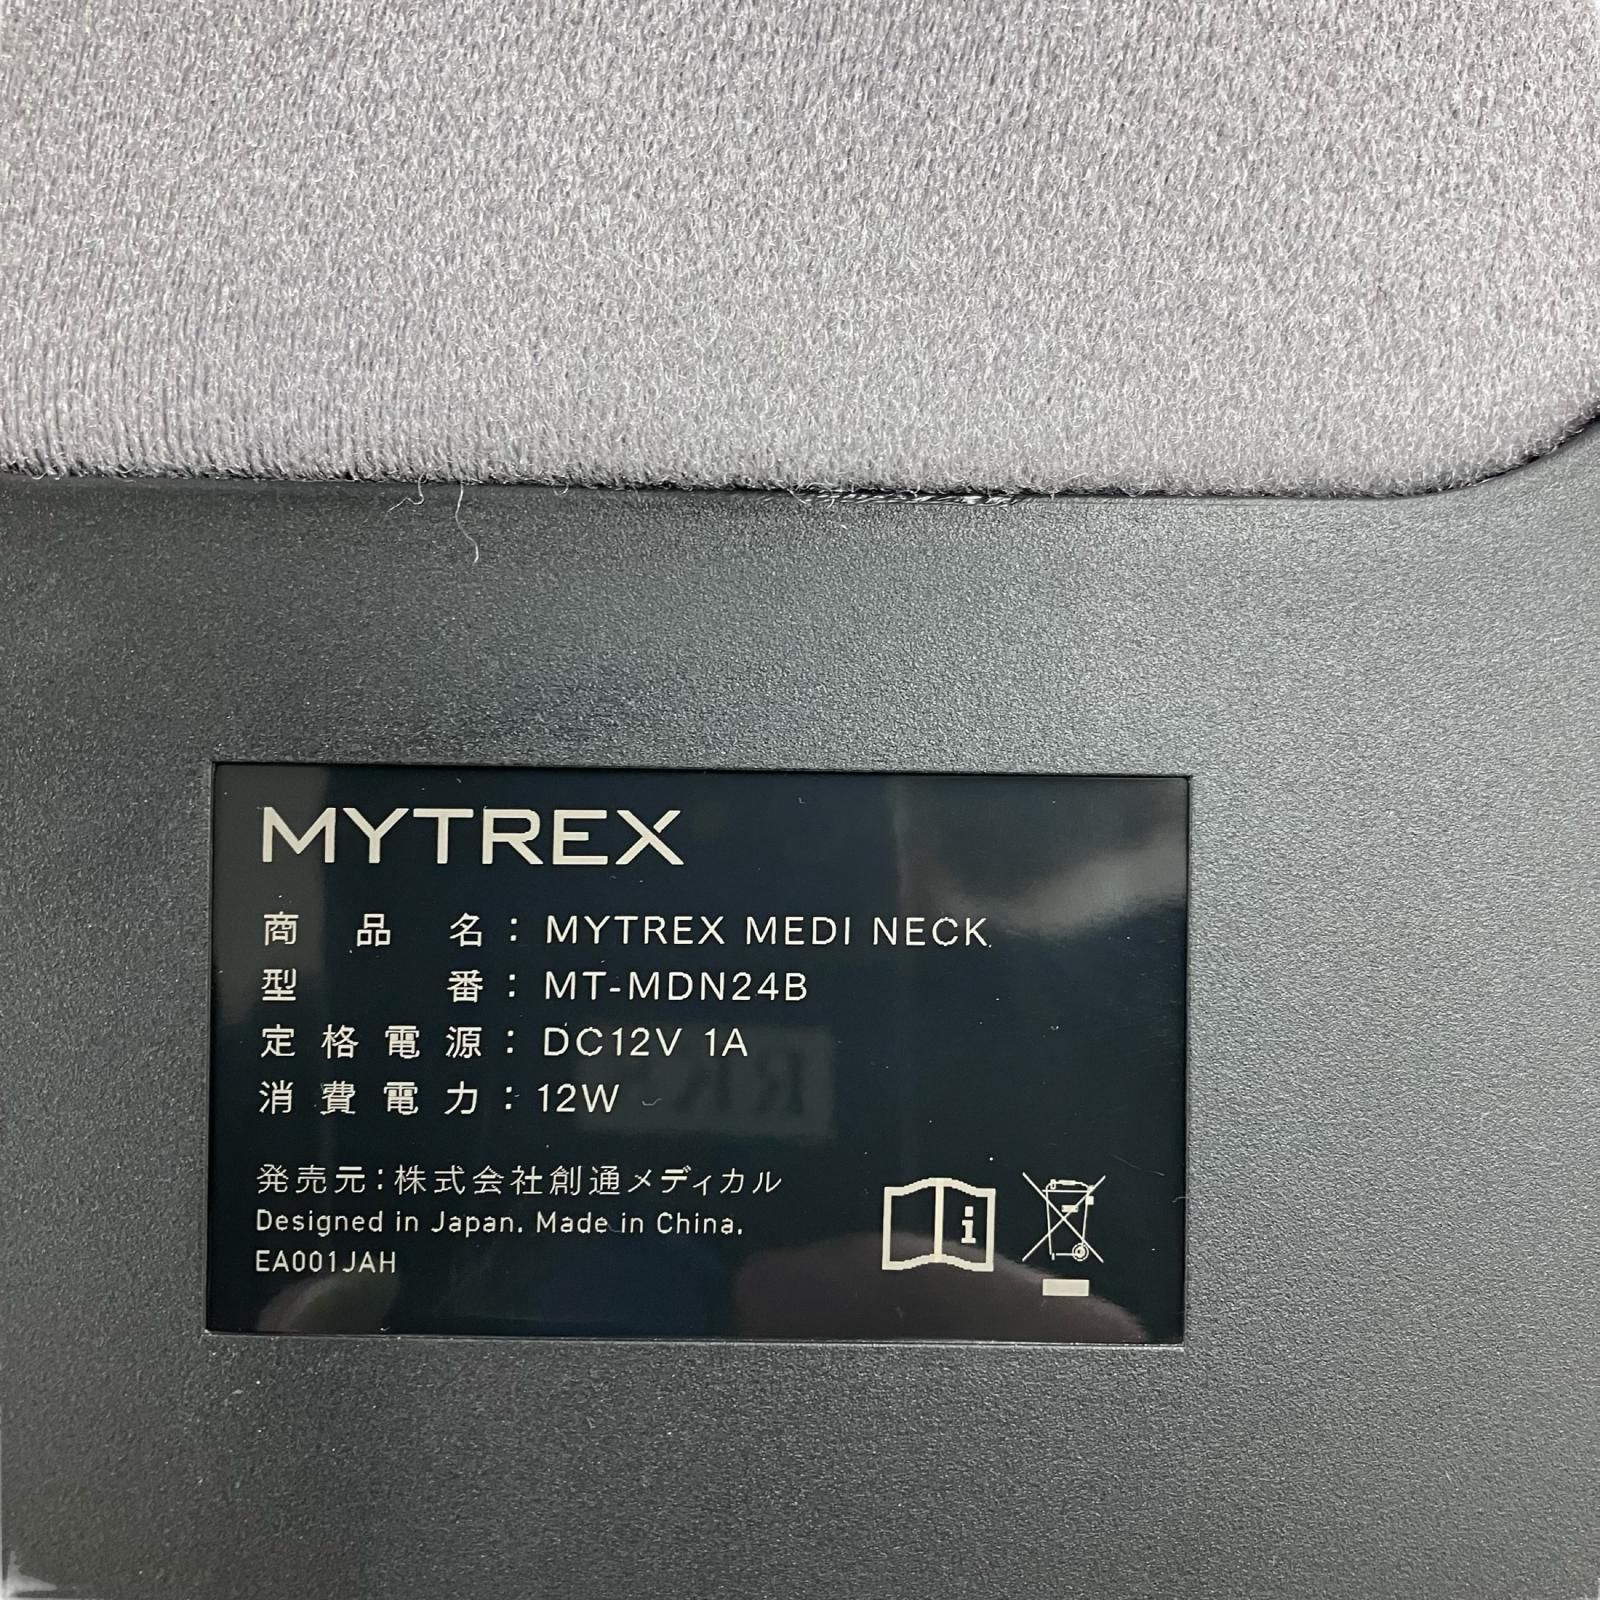 MYTREX
商品名：MYTREX MEDI NECK
型番：MT-MDN24B
定格電源：DC12V 1A
消費電力：12W
発売元：株式会社創通メディカル
Designed in Japan. Made in China.
EA001JAH
i